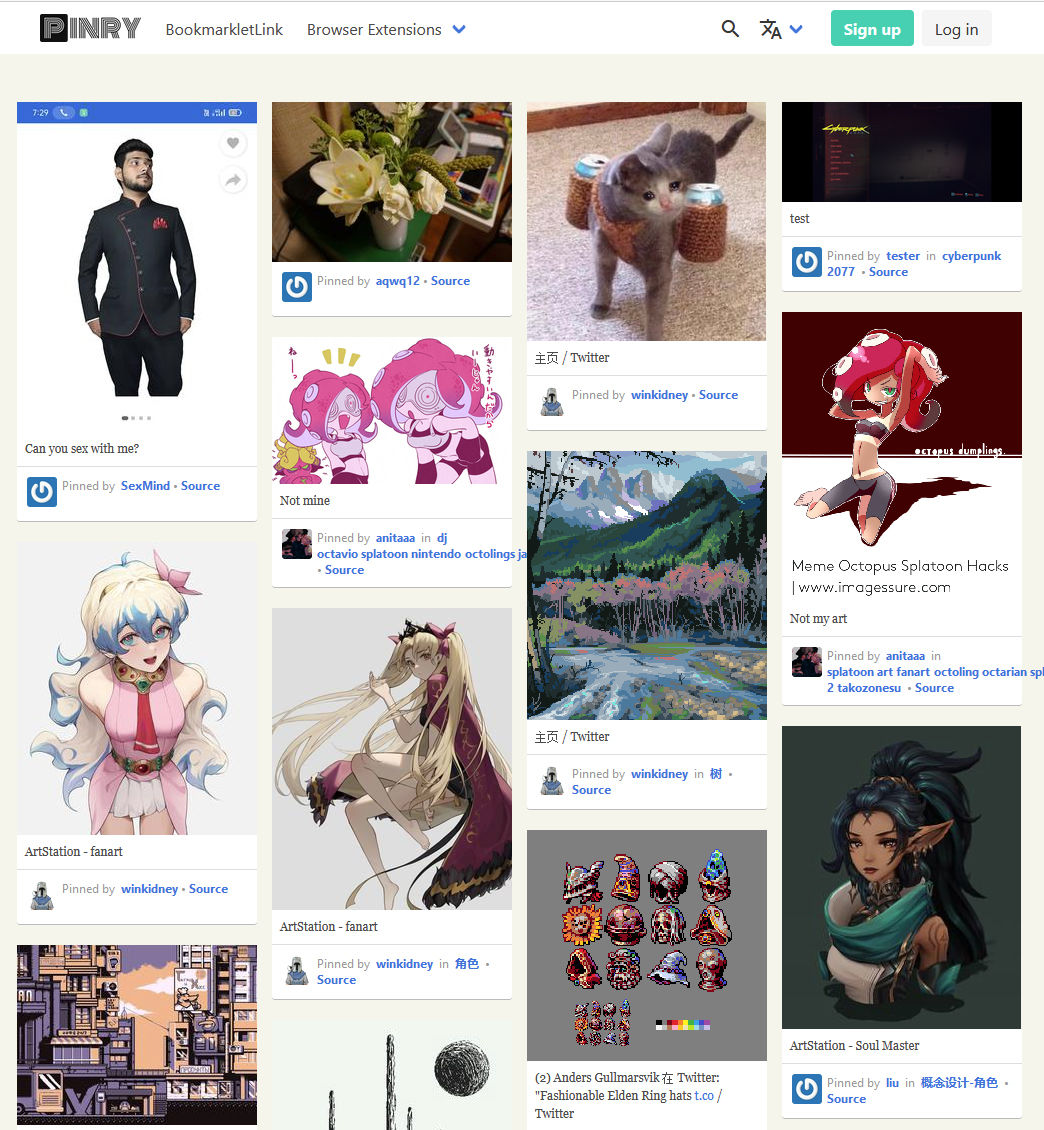 PINRY
BookmarkletLink
Browser Extensions
Sign up
Log in
7:29
Can you sex with me?
Pinned by SexMind • Source
ArtStation - fanart
Pinned by winkidney • Source
Pinned by aqwq12 • Source
動きやすい
ねーっ
Not mine
Pinned by anitaaa in dj
octavio splatoon nintendo octolings ja
• Source
ArtStation - fanart
Pinned by winkidney in 角色 •
Source
主页 / Twitter
Pinned by winkidney • Source
主页 / Twitter
Pinned by winkidney in 树 •
Source
(2) Anders Gullmarsvik 在 Twitter:
"Fashionable Elden Ring hats t.co /
Twitter
Cyberpunk
test
Pinned by tester in cyberpunk
2077 • Source
octopus dumplings.
Meme Octopus Splatoon Hacks
| www.imagessure.com
Not my art
Pinned by anitaaa in
splatoon art fanart octoling octarian spl
2 takozonesu • Source
ArtStation - Soul Master
Pinned by liu in 概念设计-角色 •
Source